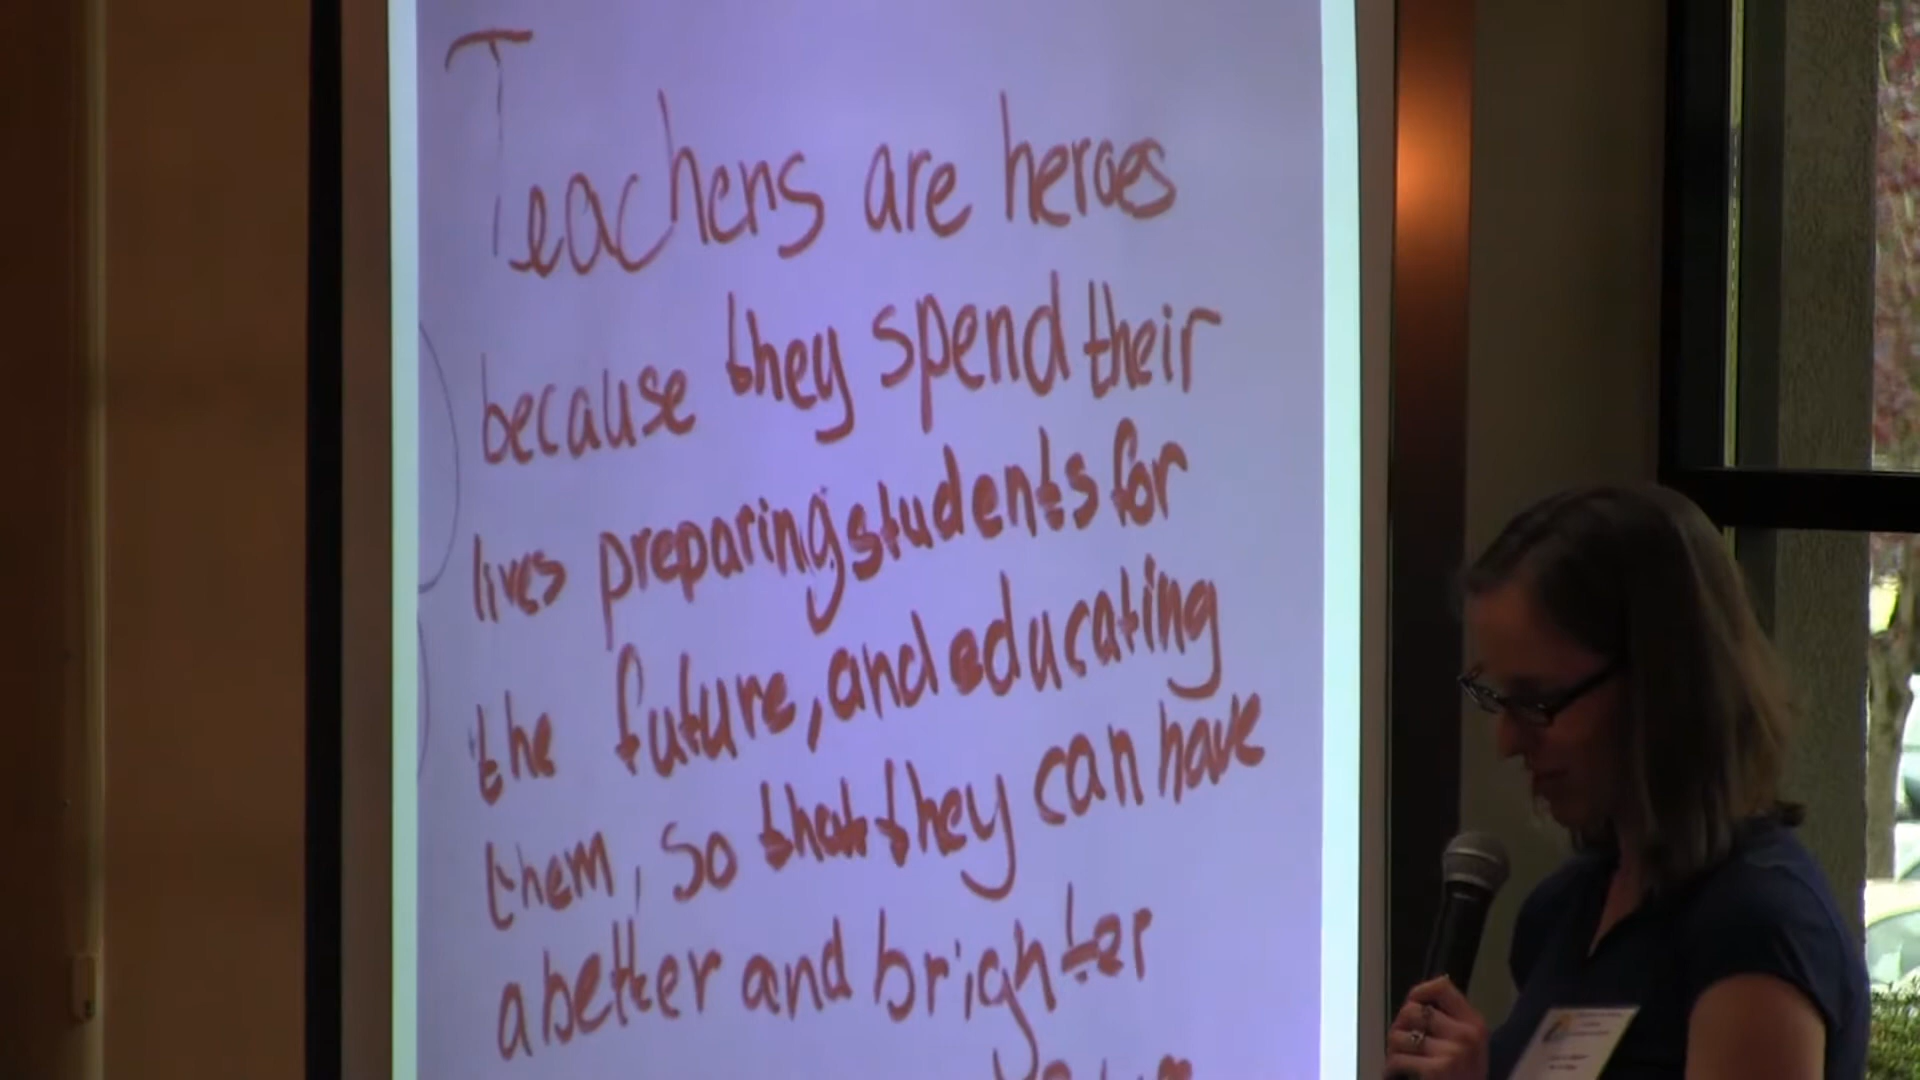 Teachers are heroes
because they spend their
lives preparing students for
the future, and educating
them, so that they can have
a better and brighter